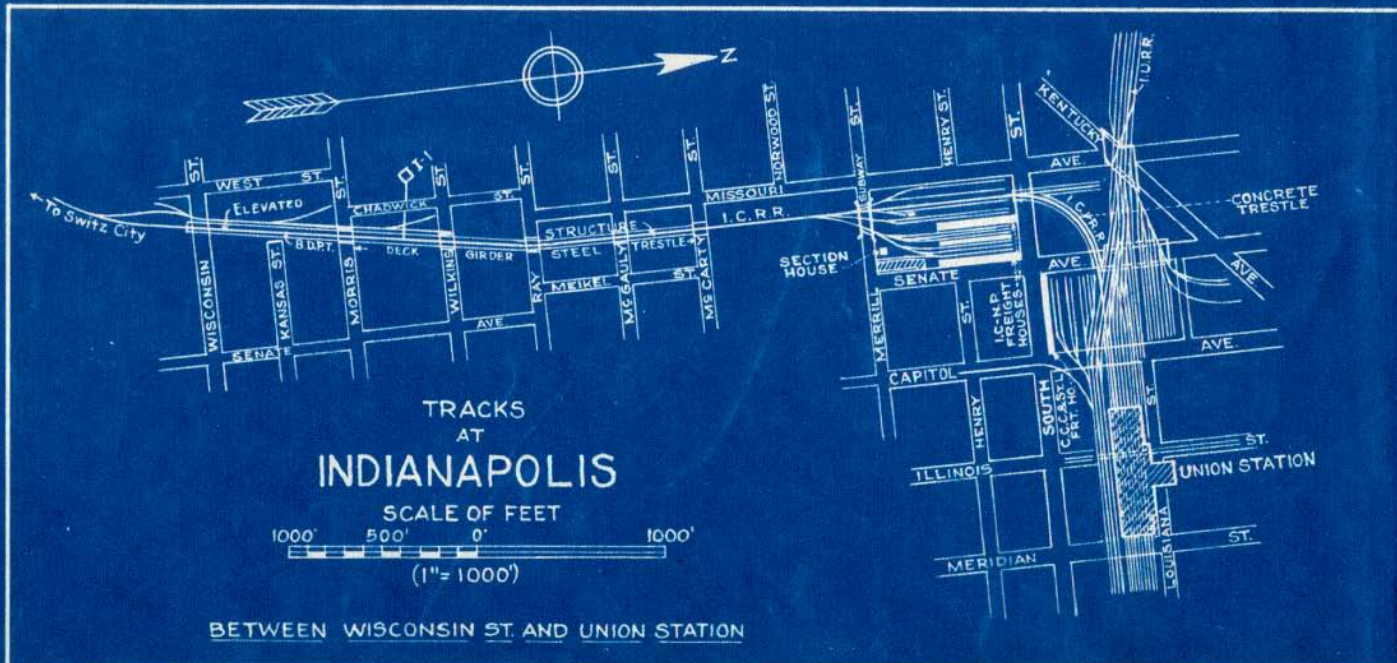 Z
To Switz City
WEST ST.
ELEVATED
I-1
CHADWICK ST.
MISSOURI
AVE.
NORWOOD ST.
ST.
SUBWAY
HENRY ST.
ST.
KENTUCKY
AVE.
I.U.R.R.
CONCRETE
TRESTLE
ST.
ST.
ST.
ST.
ST.
ST.
B.D.P.T.
DECK
GIRDER
STRUCTURE
STEEL
TRESTLE
I.C.R.R.
I.C.R.R.
SECTION
HOUSE
SENATE
AVE.
WISCONSIN
KANSAS ST.
MORRIS
WILKINS
RAY
MEIKEL ST.
McGAULY
McCARTY
MERRILL
ST.
I.C.-N.P.
FREIGHT
HOUSES
SENATE AVE.
CAPITOL
AVE.
HENRY
SOUTH
C.C.C.&ST.L.
FRT. HO.
ST.
ILLINOIS
ST.
UNION STATION
MERIDIAN
ST.
LOUISIANA
TRACKS
AT
INDIANAPOLIS
SCALE OF FEET
1000' 500' 0' 1000'
(1"=1000')
BETWEEN WISCONSIN ST. AND UNION STATION